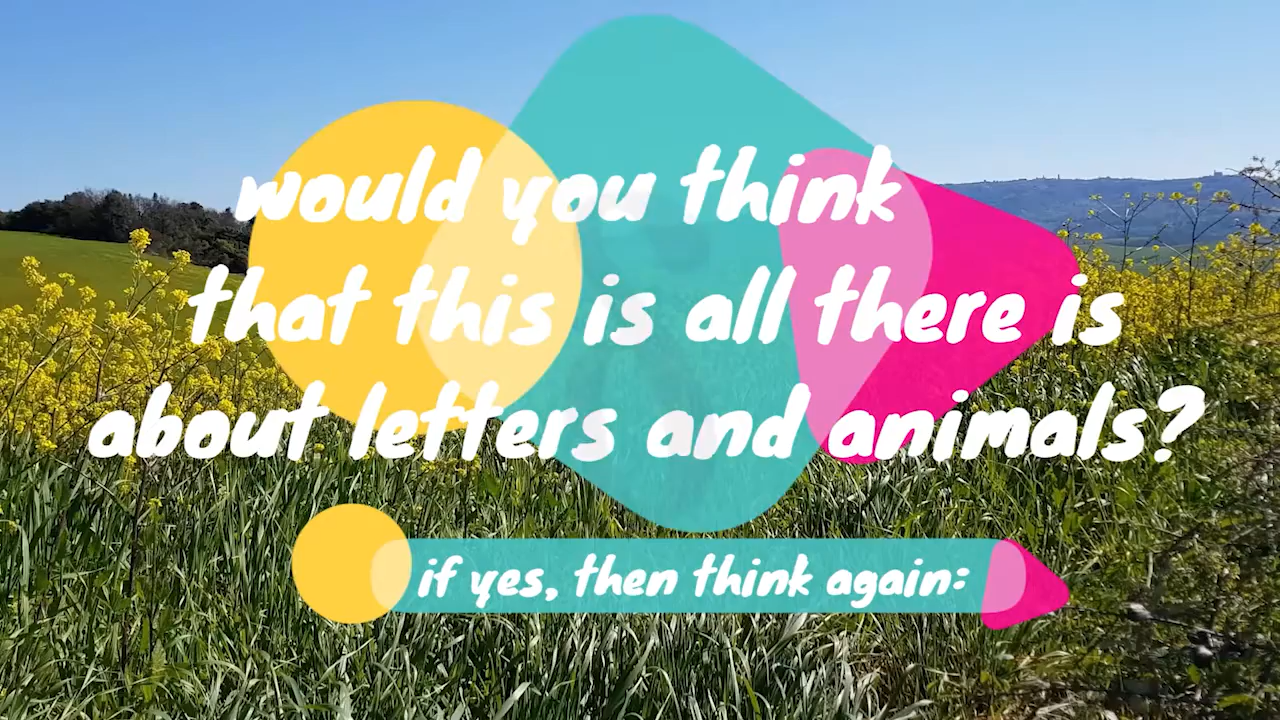 would you think
that this is all there is
about letters and animals?
if yes, then think again: